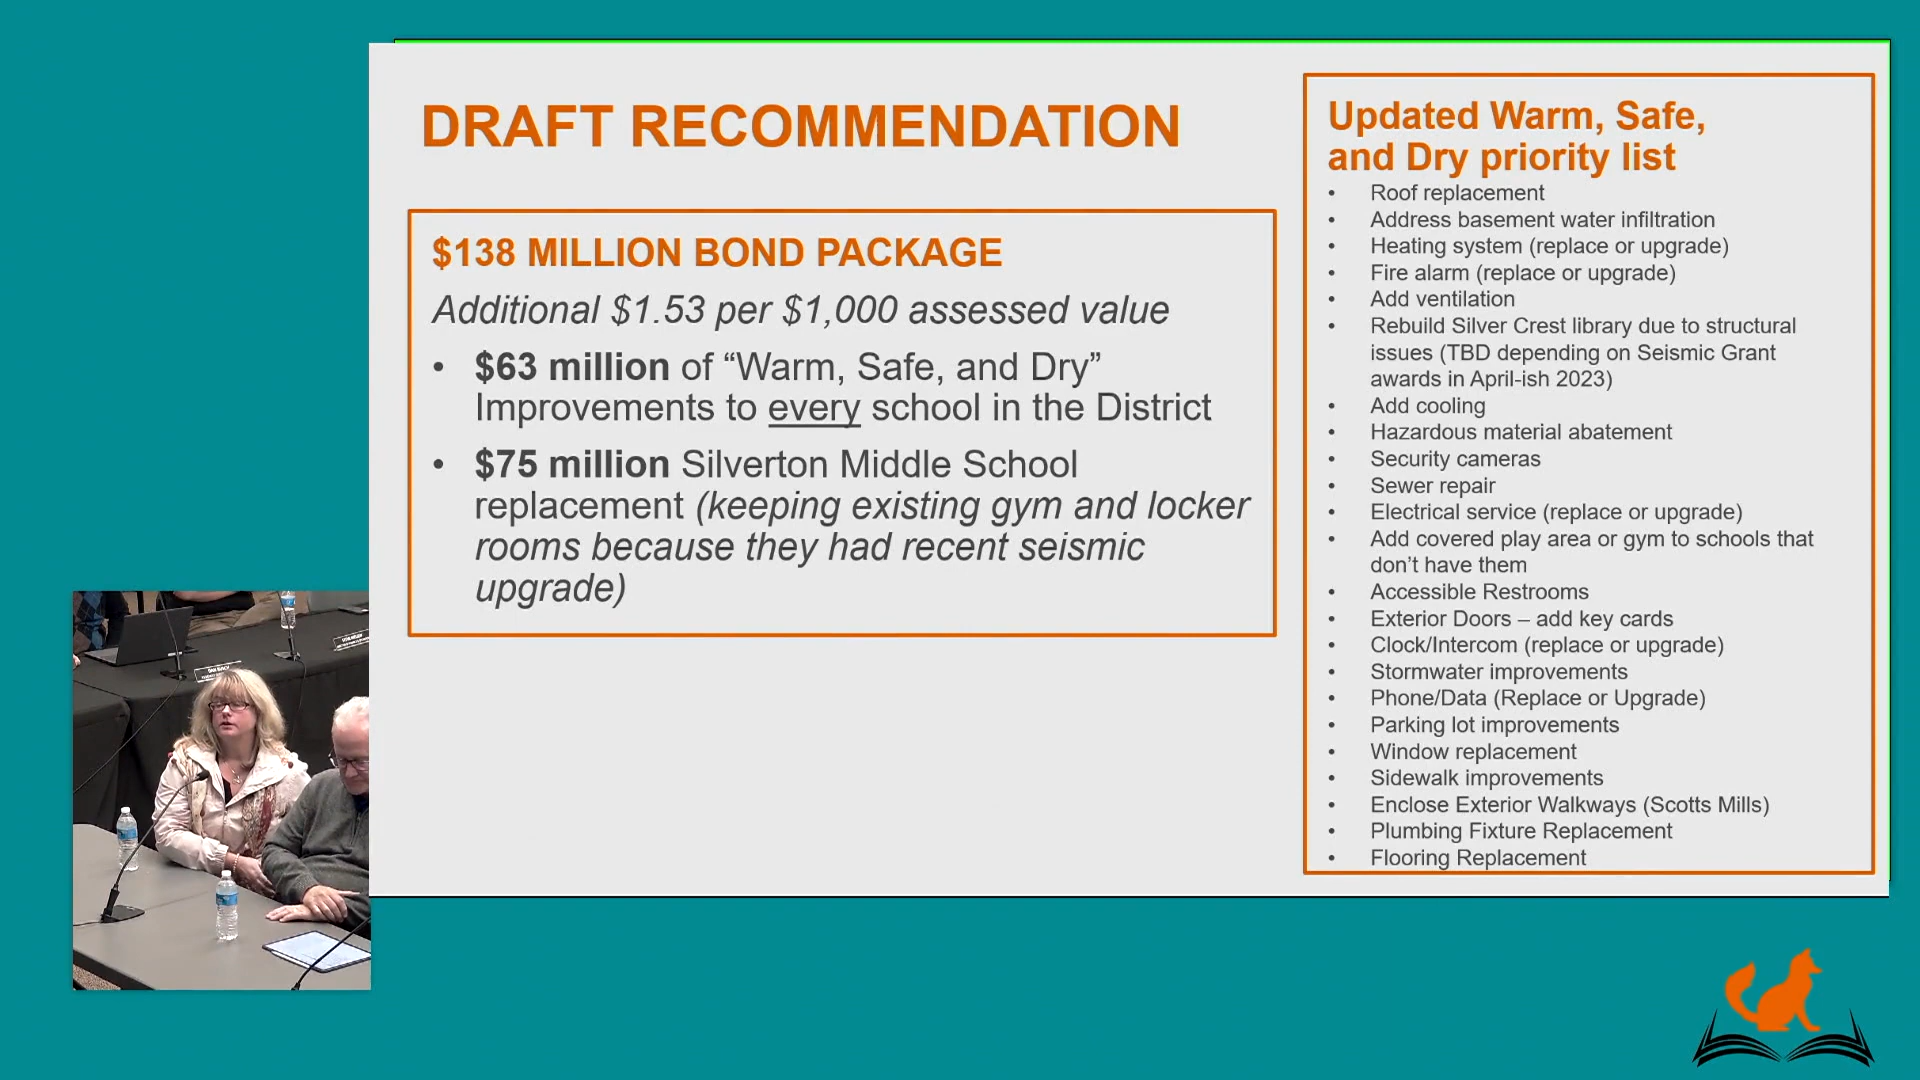 DRAFT RECOMMENDATION
$138 MILLION BOND PACKAGE
Additional $1.53 per $1,000 assessed value
• $63 million of “Warm, Safe, and Dry”
Improvements to every school in the District
• $75 million Silverton Middle School
replacement (keeping existing gym and locker
rooms because they had recent seismic
upgrade)
Updated Warm, Safe,
and Dry priority list
• Roof replacement
• Address basement water infiltration
• Heating system (replace or upgrade)
• Fire alarm (replace or upgrade)
• Add ventilation
• Rebuild Silver Crest library due to structural
issues (TBD depending on Seismic Grant
awards in April-ish 2023)
• Add cooling
• Hazardous material abatement
• Security cameras
• Sewer repair
• Electrical service (replace or upgrade)
• Add covered play area or gym to schools that
don’t have them
• Accessible Restrooms
• Exterior Doors – add key cards
• Clock/Intercom (replace or upgrade)
• Stormwater improvements
• Phone/Data (Replace or Upgrade)
• Parking lot improvements
• Window replacement
• Sidewalk improvements
• Enclose Exterior Walkways (Scotts Mills)
• Plumbing Fixture Replacement
• Flooring Replacement